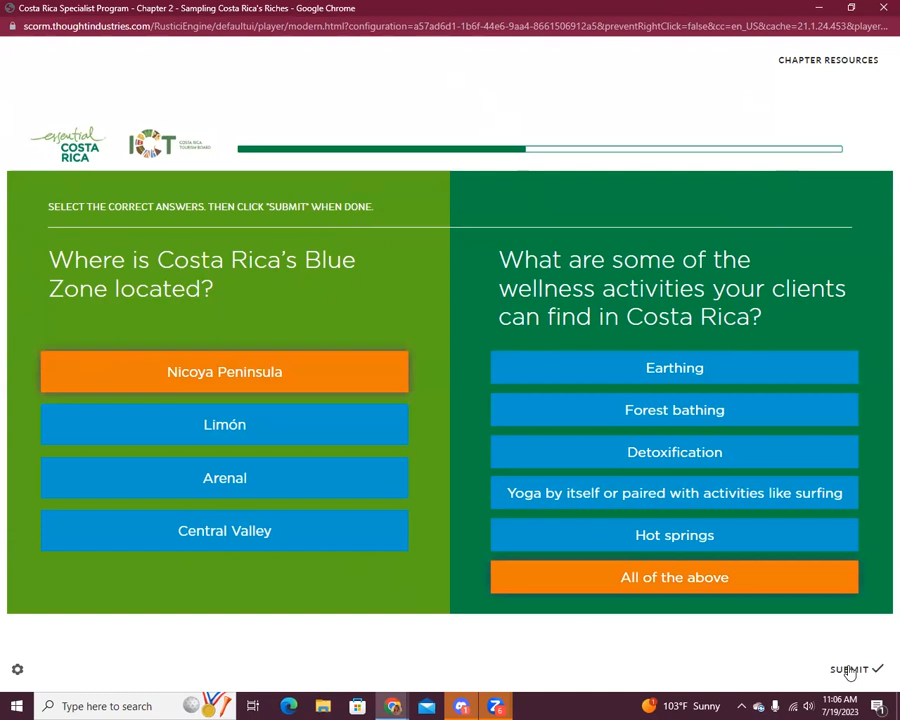 Costa Rica Specialist Program - Chapter 2 - Sampling Costa Rica's Riches - Google Chrome
scorm.thoughtindustries.com/RusticiEngine/defaultui/player/modern.html?configuration=a57ad6d1-1b6f-44e6-9aa4-8661506912a5&preventRightClick=false&cc=en_US&cache=21.1.24.453&player...
CHAPTER RESOURCES
essential
COSTA
RICA
ICT
COSTA RICA
TOURISM BOARD
SELECT THE CORRECT ANSWERS. THEN CLICK "SUBMIT" WHEN DONE.
Where is Costa Rica's Blue
Zone located?
Nicoya Peninsula
Limón
Arenal
Central Valley
What are some of the
wellness activities your clients
can find in Costa Rica?
Earthing
Forest bathing
Detoxification
Yoga by itself or paired with activities like surfing
Hot springs
All of the above
SUBMIT
Type here to search
103°F Sunny
11:06 AM
7/19/2023